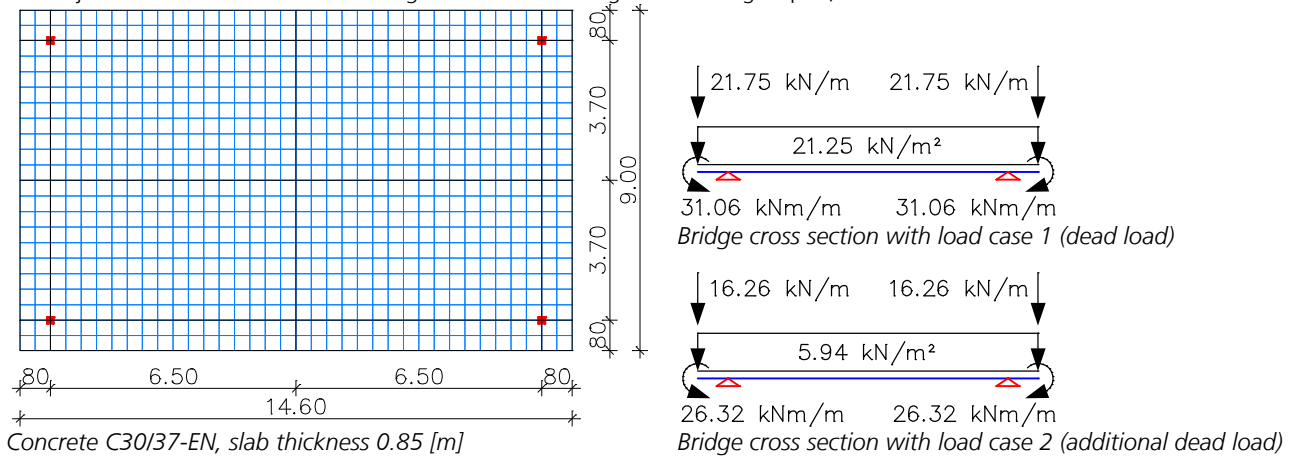 80
3.70
9.00
3.70
80
80 6.50 6.50 80
14.60
Concrete C30/37-EN, slab thickness 0.85 [m]
21.75 kN/m 21.75 kN/m
21.25 kN/m²
31.06 kNm/m 31.06 kNm/m
Bridge cross section with load case 1 (dead load)
16.26 kN/m 16.26 kN/m
5.94 kN/m²
26.32 kNm/m 26.32 kNm/m
Bridge cross section with load case 2 (additional dead load)